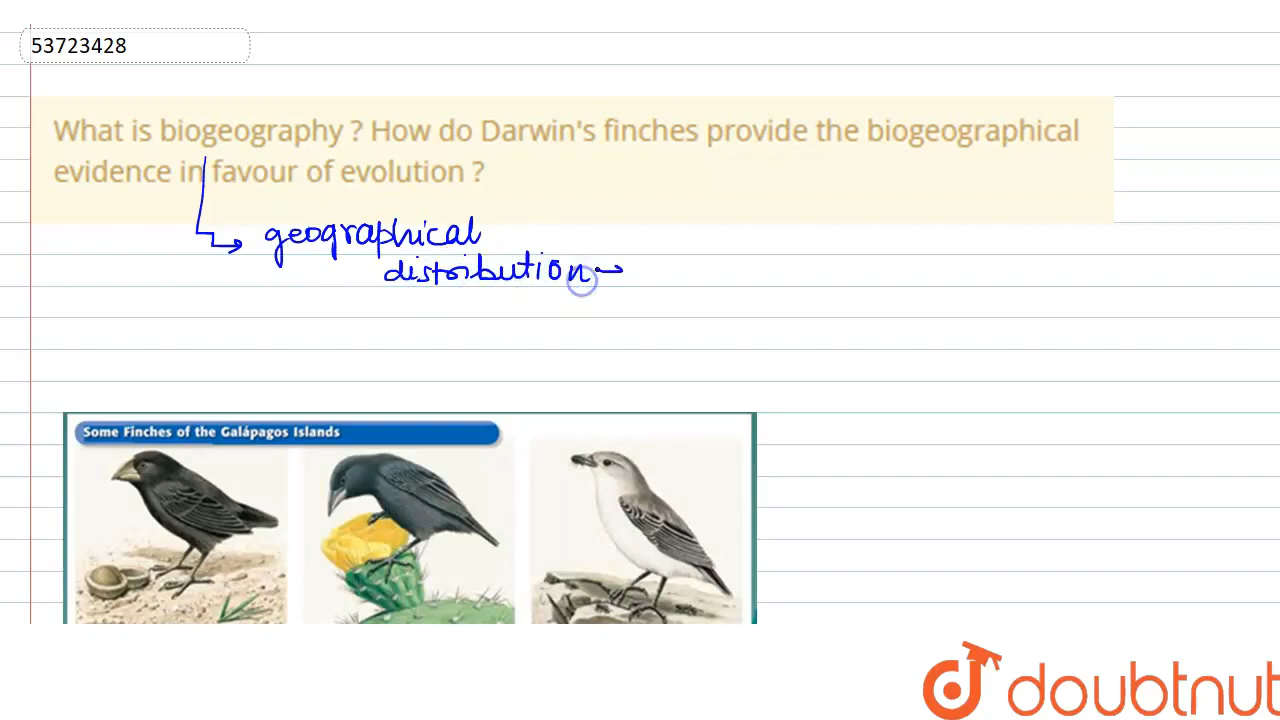 53723428
What is biogeography ? How do Darwin's finches provide the biogeographical
evidence in favour of evolution ?
geographical
distribution
Some Finches of the Galápagos Islands
doubtnut